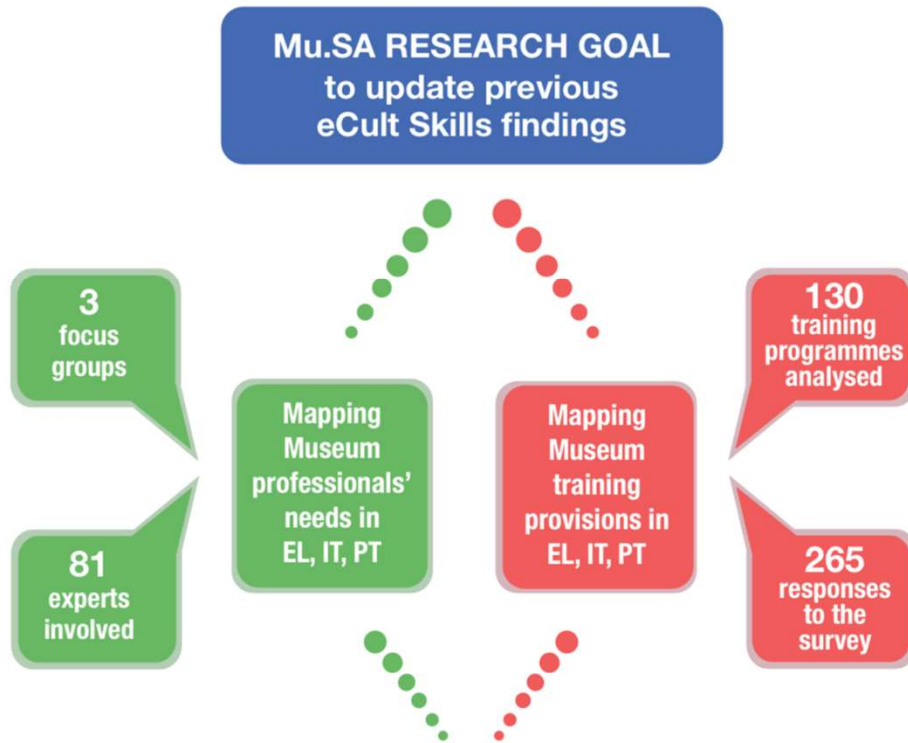 Mu.SA RESEARCH GOAL
to update previous
eCult Skills findings
3
focus
groups
81
experts
involved
Mapping
Museum
professionals'
needs in
EL, IT, PT
Mapping
Museum
training
provisions in
EL, IT, PT
130
training
programmes
analysed
265
responses
to the
survey